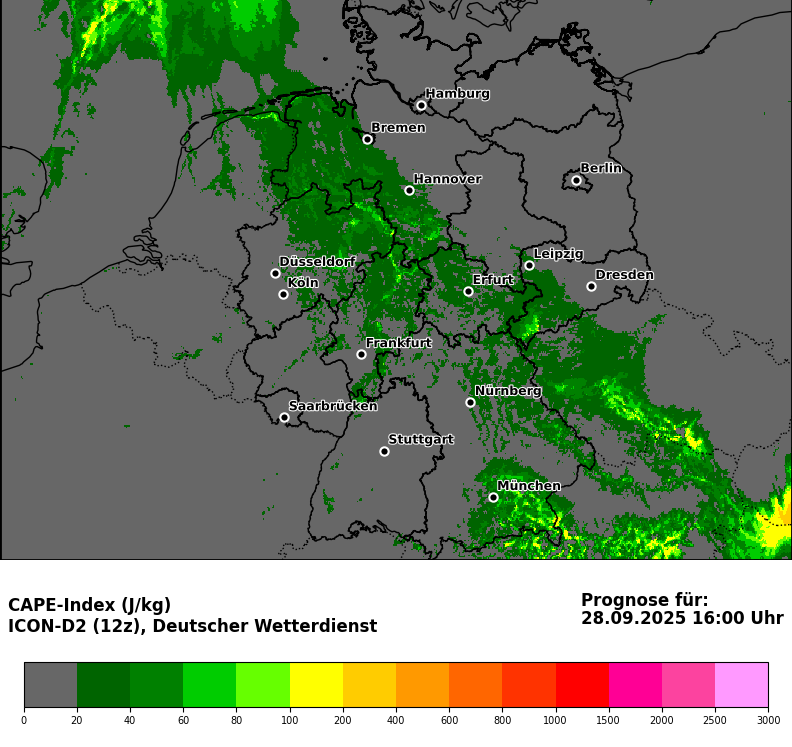 Hamburg
Bremen
Berlin
Hannover
Leipzig
Düsseldorf
Dresden
Köln
Erfurt
Frankfurt
Nürnberg
Saarbrücken
Stuttgart
München
CAPE-Index (J/kg)
ICON-D2 (12z), Deutscher Wetterdienst
Prognose für:
28.09.2025 16:00 Uhr
0 20 40 60 80 100 200 400 600 800 1000 1500 2000 2500 3000